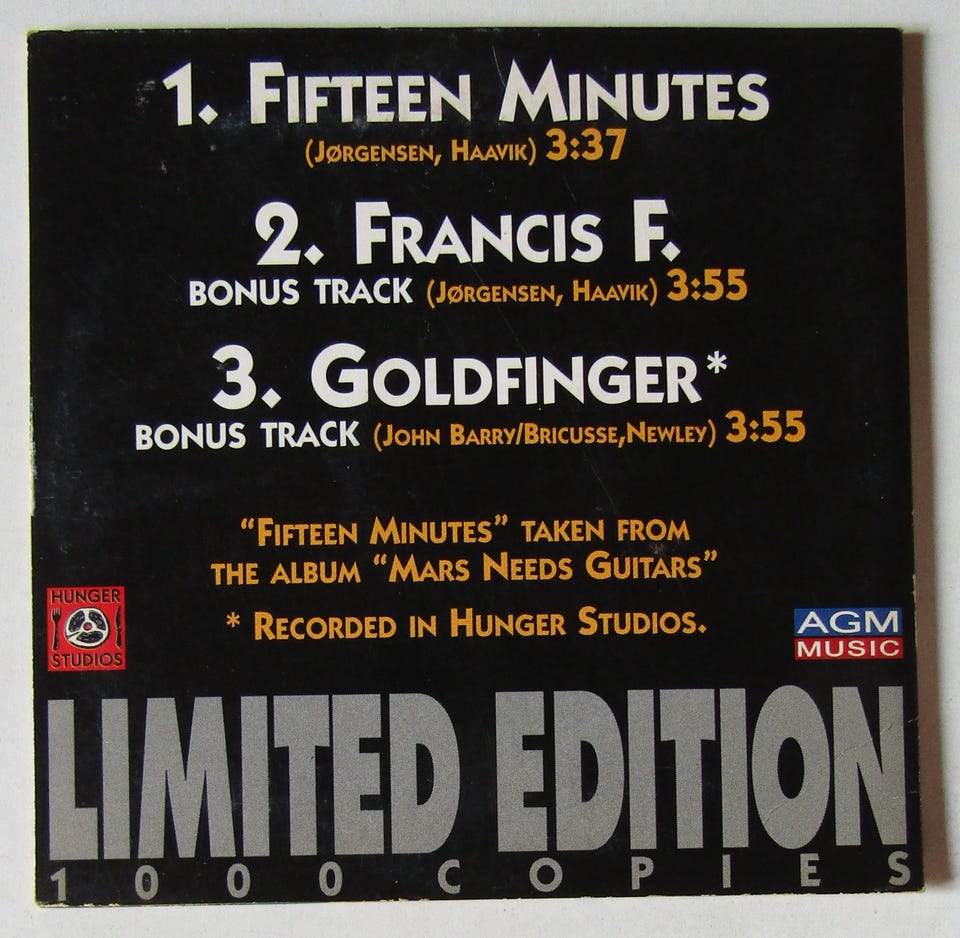 1. Fifteen Minutes
(Jørgensen, Haavik) 3:37
2. Francis F.
BONUS TRACK (Jørgensen, Haavik) 3:55
3. Goldfinger*
BONUS TRACK (John Barry/Bricusse,Newley) 3:55
“Fifteen Minutes” taken from
the album “Mars Needs Guitars”
* Recorded in Hunger Studios.
HUNGER
STUDIOS
AGM
MUSIC
LIMITED EDITION
1000 COPIES